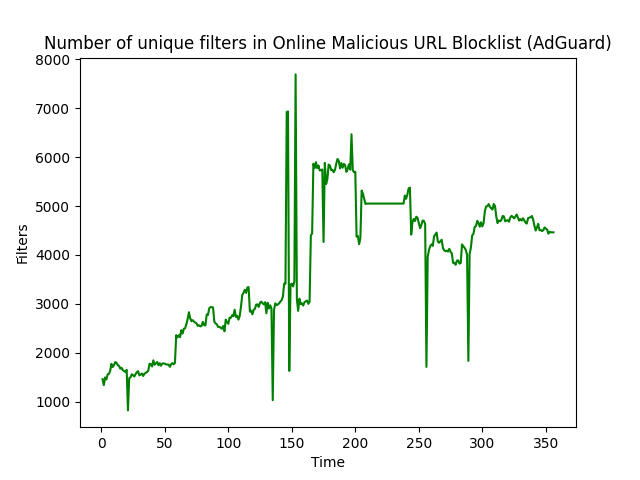 Number of unique filters in Online Malicious URL Blocklist (AdGuard)
8000
7000
6000
5000
4000
3000
2000
1000
Filters
0 50 100 150 200 250 300 350
Time